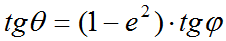 tgθ = (1 − e²) · tgφ